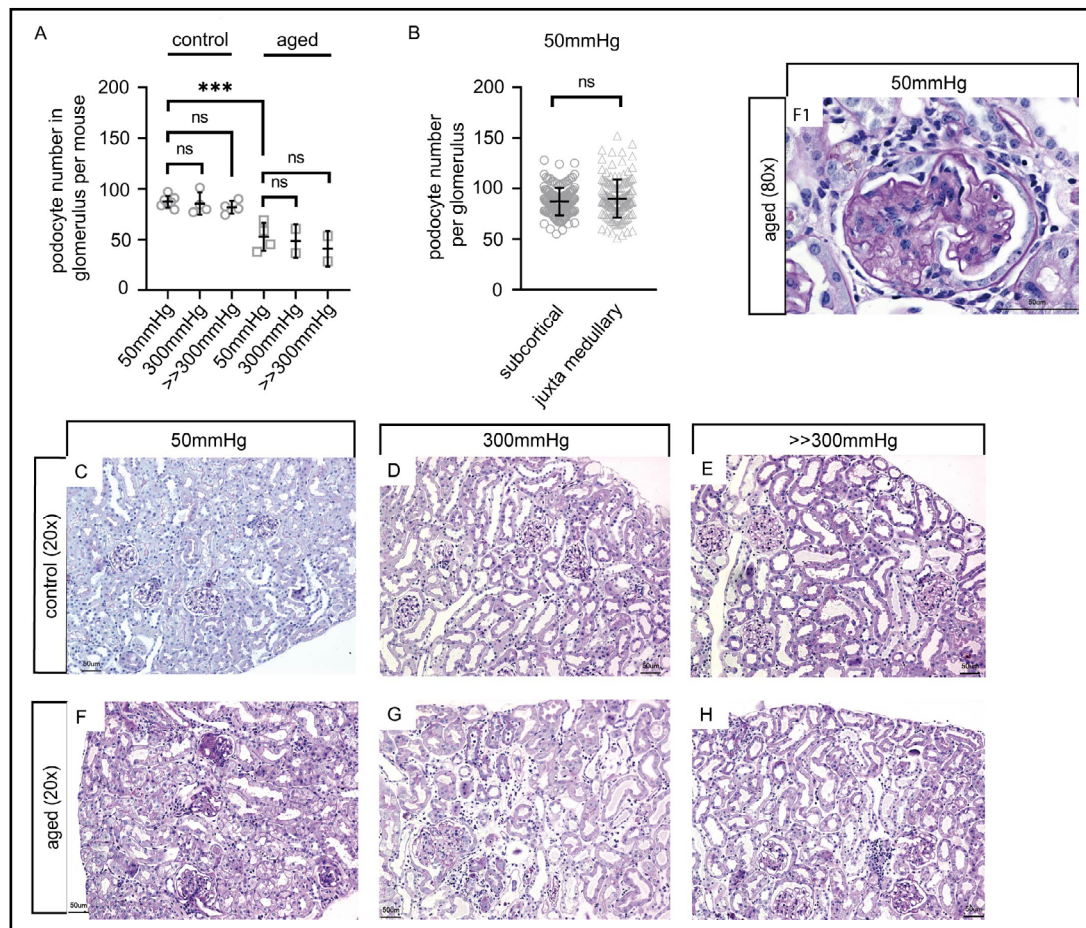 A
control
aged
podocyte number in
glomerulus per mouse
200
150
100
50
0
***
ns
ns
ns
ns
50mmHg
300mmHg
>>300mmHg
50mmHg
300mmHg
>>300mmHg
B
50mmHg
podocyte number
per glomerulus
200
150
100
50
0
ns
subcortical
juxta medullary
50mmHg
aged (80x)
F1
50um
50mmHg
300mmHg
>>300mmHg
control (20x)
C
50um
D
50um
E
50um
aged (20x)
F
50um
G
50um
H
50um